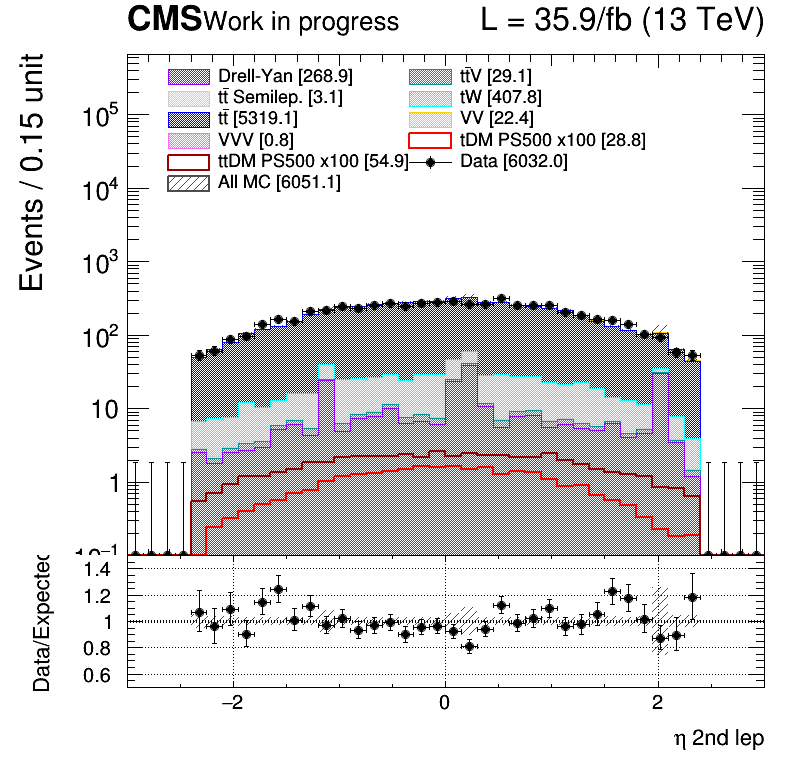 CMS Work in progress L = 35.9/fb (13 TeV)
Drell-Yan [268.9] tt̄V [29.1]
tt̄ Semilep. [3.1] tW [407.8]
tt̄ [5319.1] VV [22.4]
VVV [0.8] tDM PS500 x100 [28.8]
ttDM PS500 x100 [54.9] Data [6032.0]
All MC [6051.1]
Events / 0.15 unit
10⁵
10⁴
10³
10²
10
1
10⁻¹
Data/Expected
1.4
1.2
1
0.8
0.6
−2 0 2
η 2nd lep